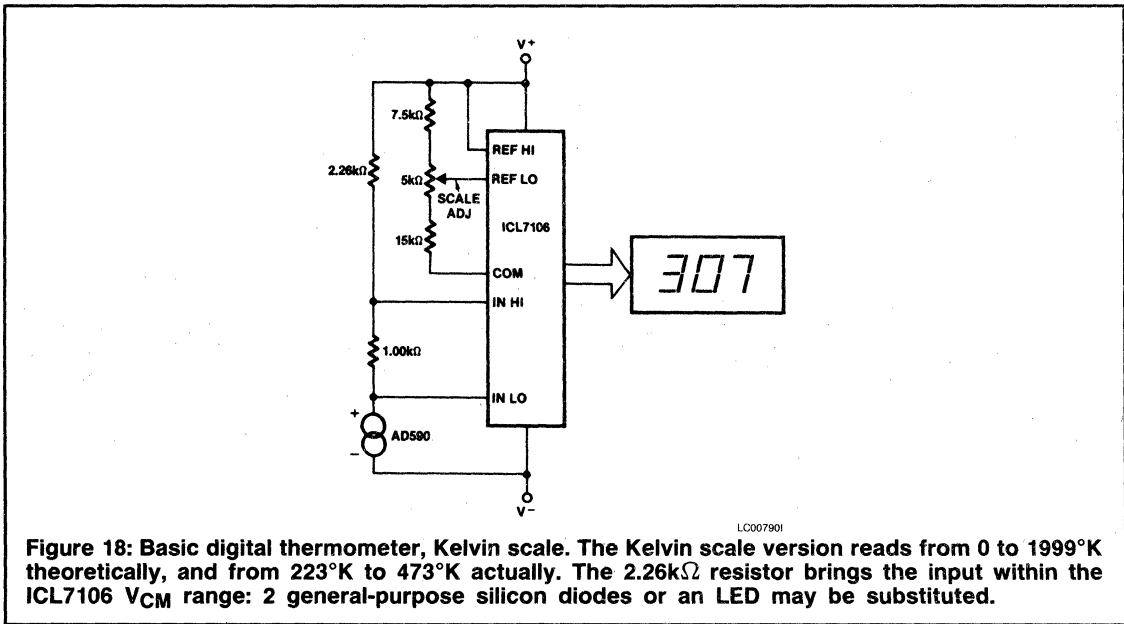 V+
7.5kΩ
REF HI
2.26kΩ
5kΩ
REF LO
SCALE
ADJ
ICL7106
15kΩ
COM
IN HI
1.00kΩ
IN LO
+
AD590
−
V−
307
LC00790I
Figure 18: Basic digital thermometer, Kelvin scale. The Kelvin scale version reads from 0 to 1999°K
theoretically, and from 223°K to 473°K actually. The 2.26kΩ resistor brings the input within the
ICL7106 VCM range: 2 general-purpose silicon diodes or an LED may be substituted.